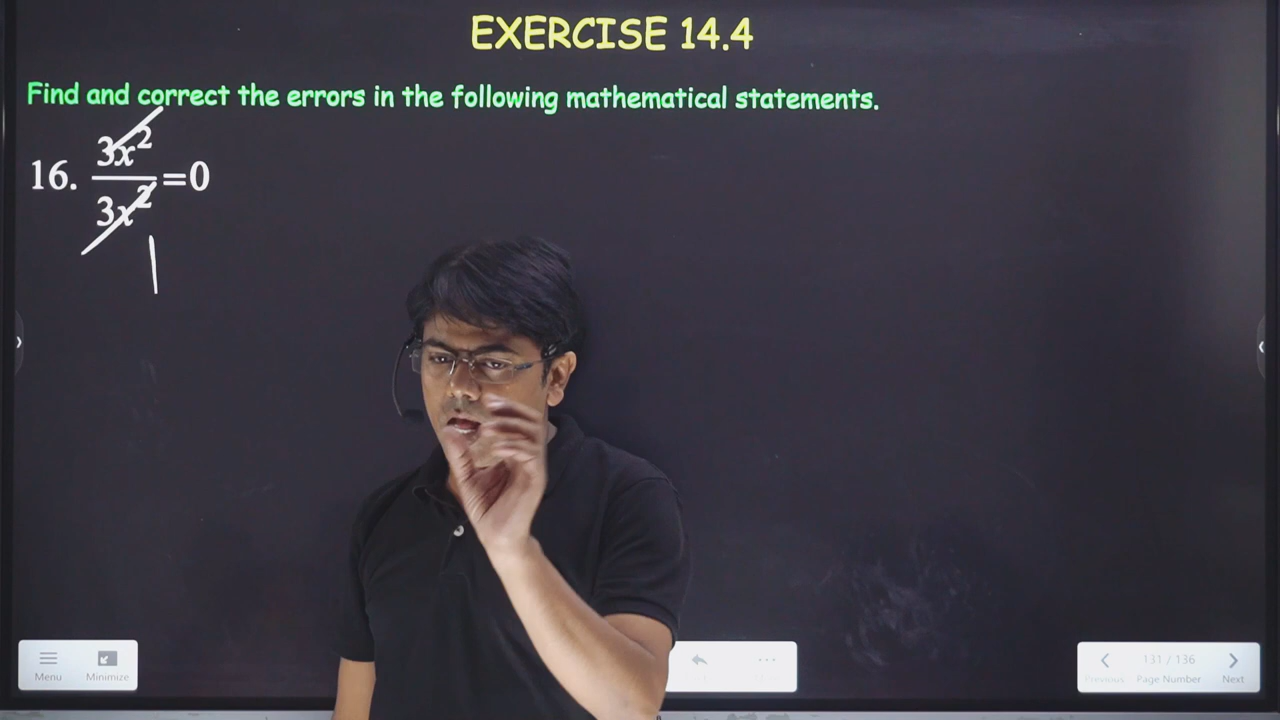 EXERCISE 14.4
Find and correct the errors in the following mathematical statements.
16. 3x²/3x² =0
1
Menu
Minimize
131 / 136
Previous Page Number Next